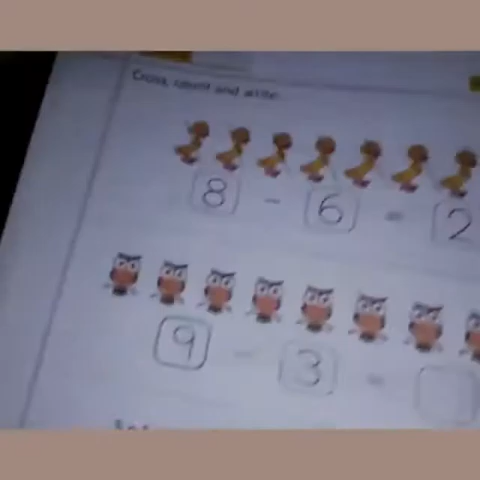 Cross, count and write.
8 - 6 = 2
9 - 3 =